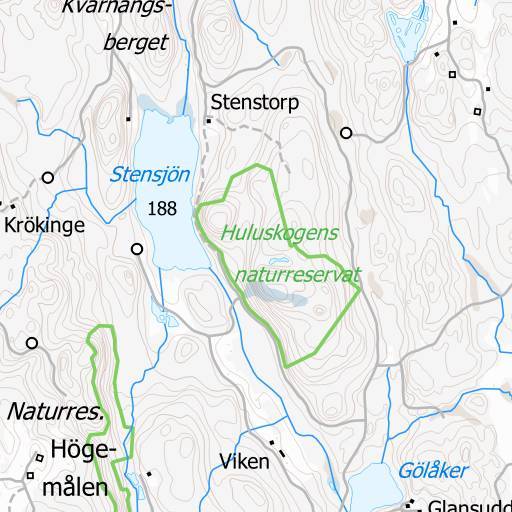 Kvarnängs-
berget
Stenstorp
Stensjön
188
Krökinge
Huluskogens
naturreservat
Naturres.
Höge-
målen
Viken
Gölåker
Glansudd